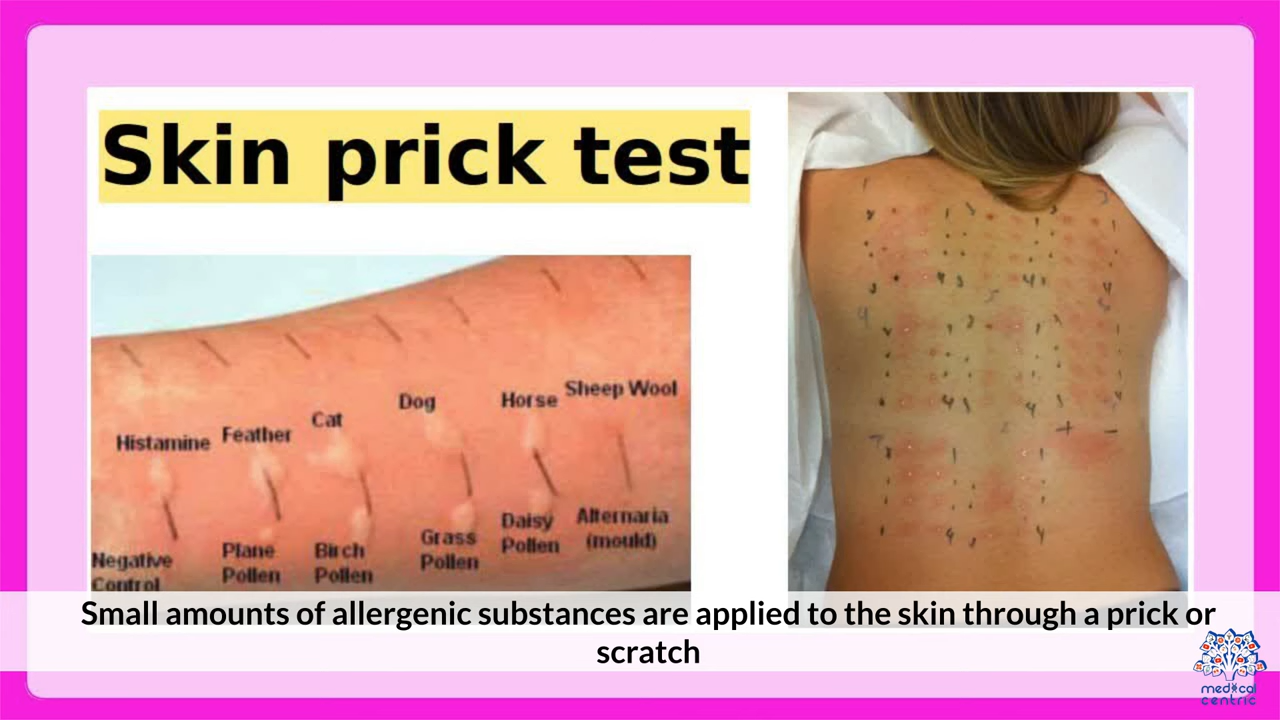 Skin prick test
Histamine
Feather
Cat
Dog
Horse
Sheep Wool
Negative
Control
Plane
Pollen
Birch
Pollen
Grass
Pollen
Daisy
Pollen
Alternaria
(mould)
Small amounts of allergenic substances are applied to the skin through a prick or
scratch
medical
centric